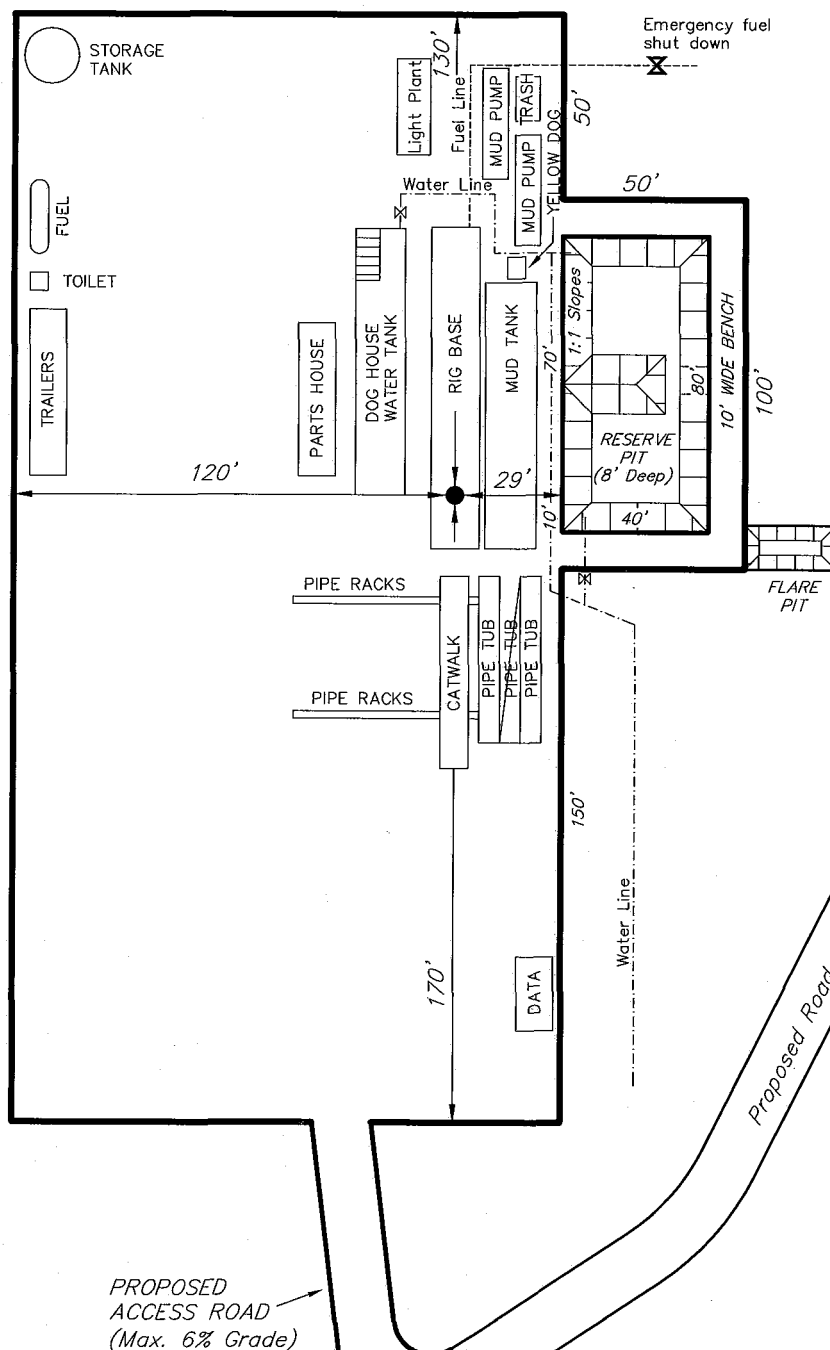 Emergency fuel
shut down
STORAGE
TANK
130'
Light Plant
Fuel Line
MUD PUMP
TRASH
MUD PUMP
YELLOW DOG
50'
50'
Water Line
FUEL
TOILET
TRAILERS
PARTS HOUSE
DOG HOUSE
WATER TANK
RIG BASE
MUD TANK
70'
1:1 Slopes
80'
10' WIDE BENCH
100'
RESERVE
PIT
(8' Deep)
120'
29'
10'
40'
FLARE
PIT
PIPE RACKS
PIPE RACKS
CATWALK
PIPE TUB
PIPE TUB
PIPE TUB
150'
Water Line
170'
DATA
Proposed Road
PROPOSED
ACCESS ROAD
(Max. 6% Grade)